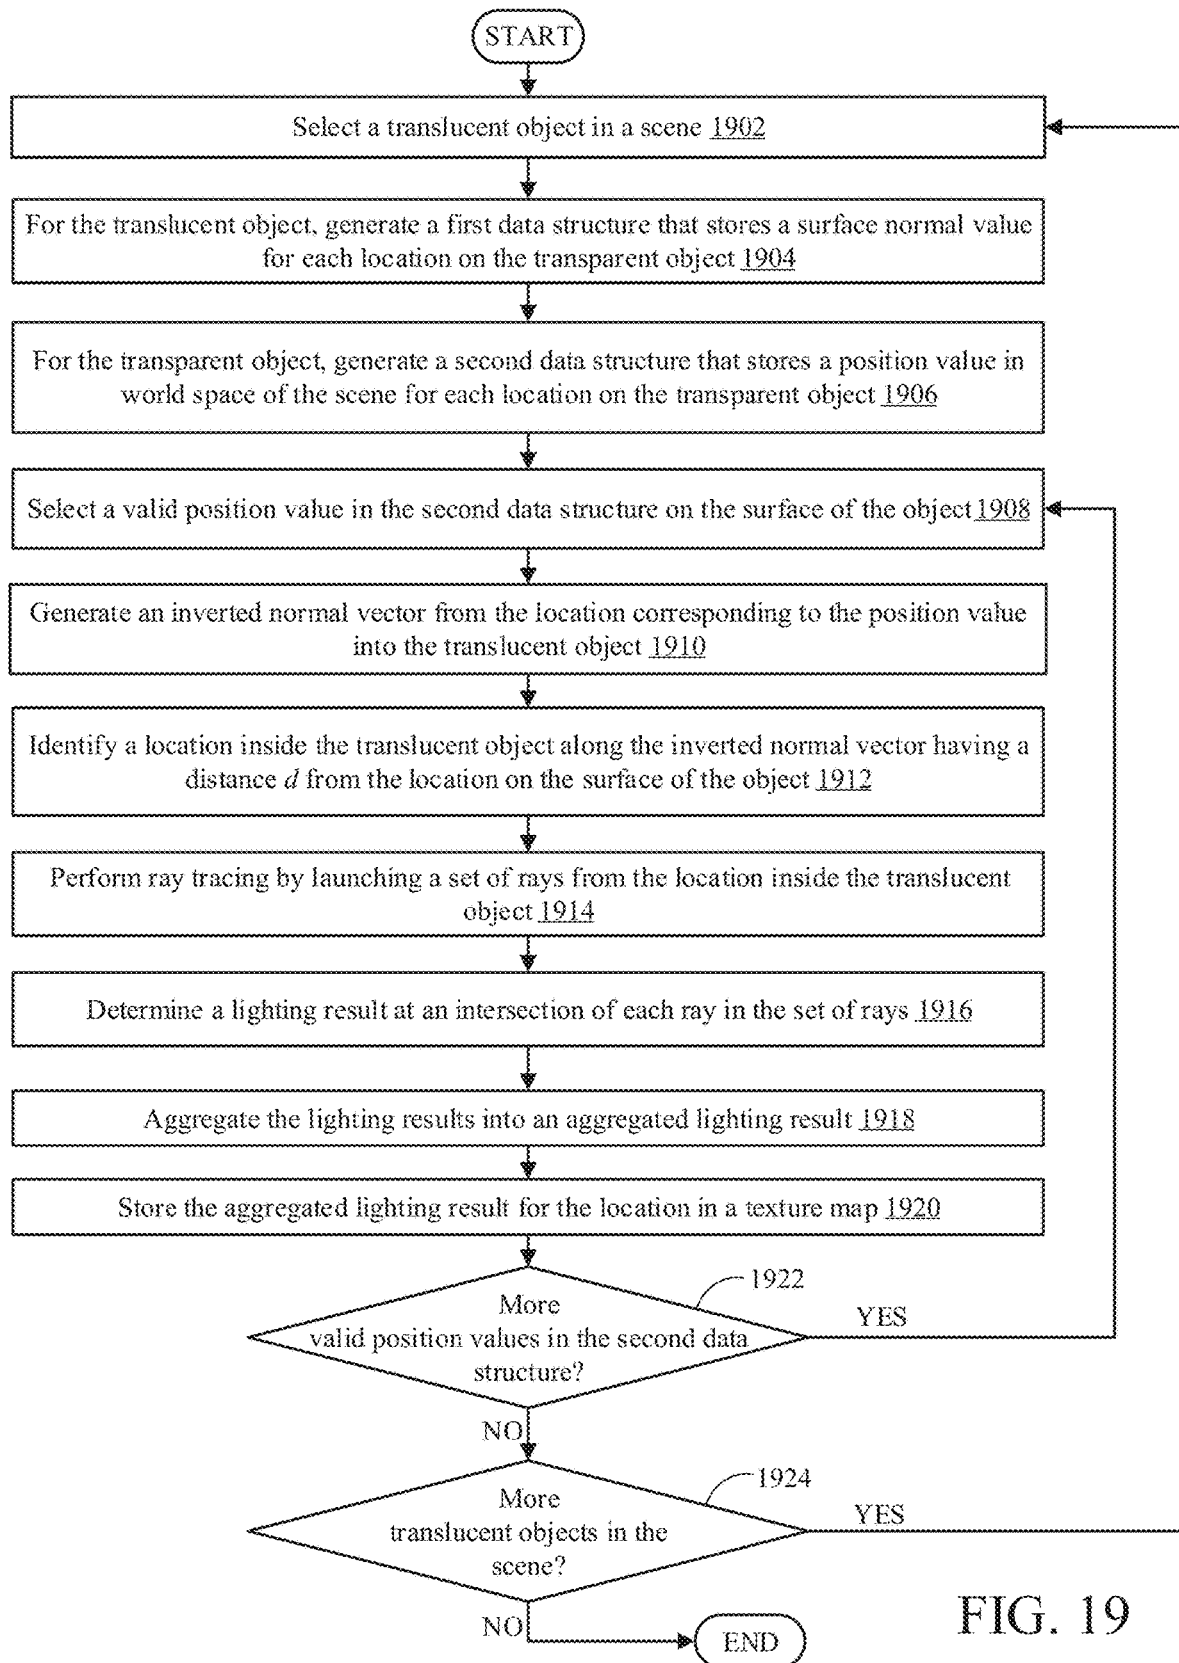 START
Select a translucent object in a scene 1902
For the translucent object, generate a first data structure that stores a surface normal value
for each location on the transparent object 1904
For the transparent object, generate a second data structure that stores a position value in
world space of the scene for each location on the transparent object 1906
Select a valid position value in the second data structure on the surface of the object 1908
Generate an inverted normal vector from the location corresponding to the position value
into the translucent object 1910
Identify a location inside the translucent object along the inverted normal vector having a
distance d from the location on the surface of the object 1912
Perform ray tracing by launching a set of rays from the location inside the translucent
object 1914
Determine a lighting result at an intersection of each ray in the set of rays 1916
Aggregate the lighting results into an aggregated lighting result 1918
Store the aggregated lighting result for the location in a texture map 1920
1922
More
valid position values in the second data
structure?
YES
NO
1924
More
translucent objects in the
scene?
YES
NO
END
FIG. 19